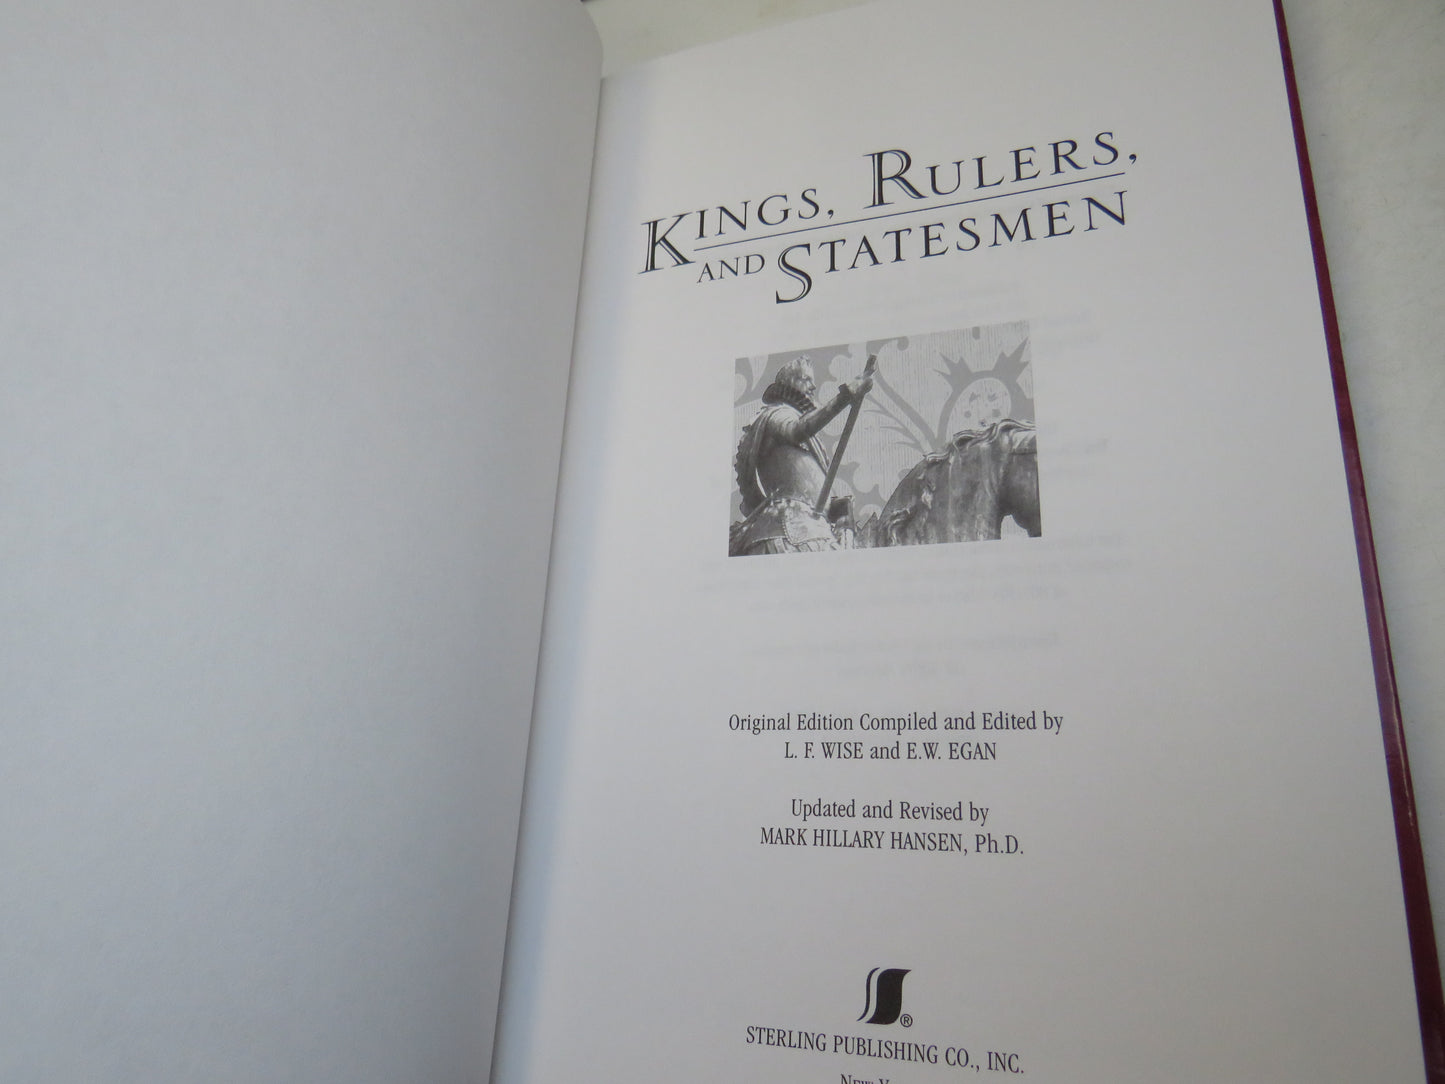 KINGS, RULERS,
AND STATESMEN
Original Edition Compiled and Edited by
L. F. WISE and E.W. EGAN
Updated and Revised by
MARK HILLARY HANSEN, Ph.D.
®
STERLING PUBLISHING CO., INC.
New